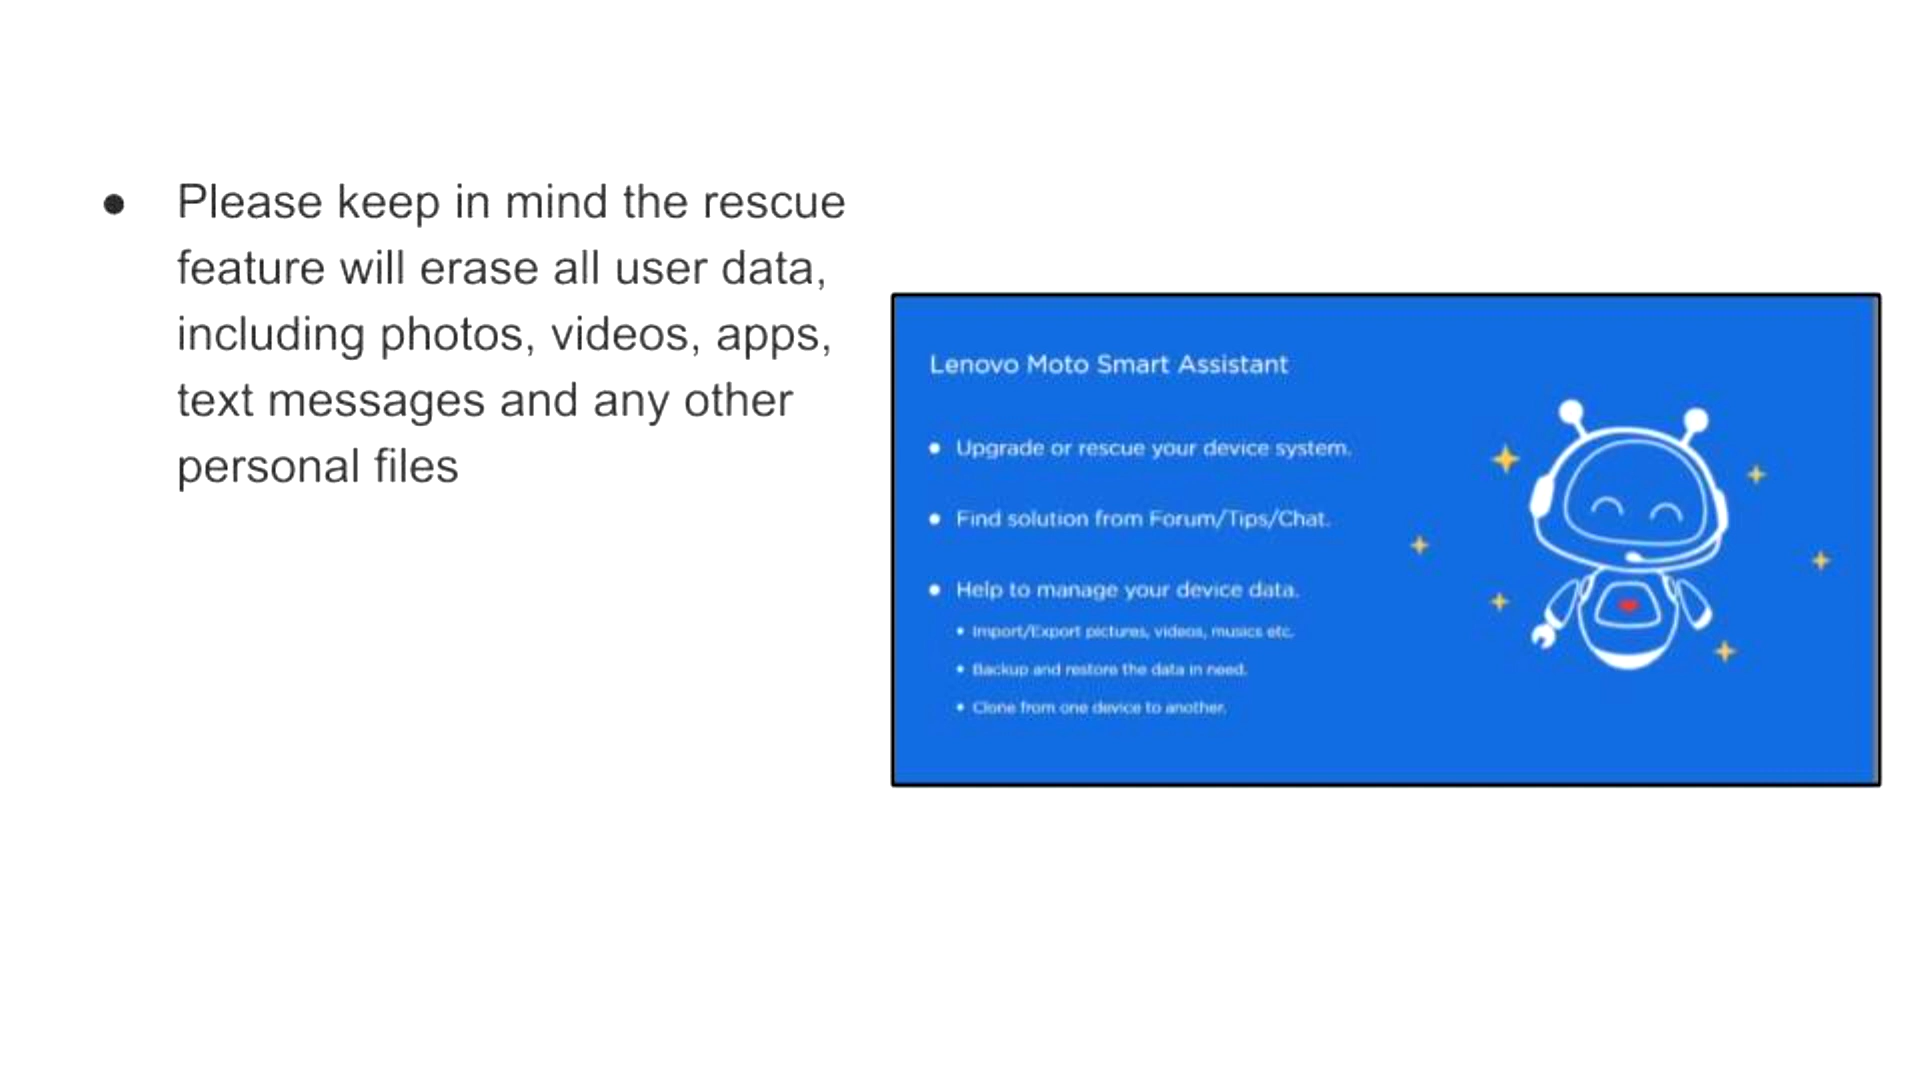 ● Please keep in mind the rescue
feature will erase all user data,
including photos, videos, apps,
text messages and any other
personal files
Lenovo Moto Smart Assistant
• Upgrade or rescue your device system.
• Find solution from Forum/Tips/Chat.
• Help to manage your device data.
• Import/Export pictures, videos, musics etc.
• Backup and restore the data in need.
• Clone from one device to another.